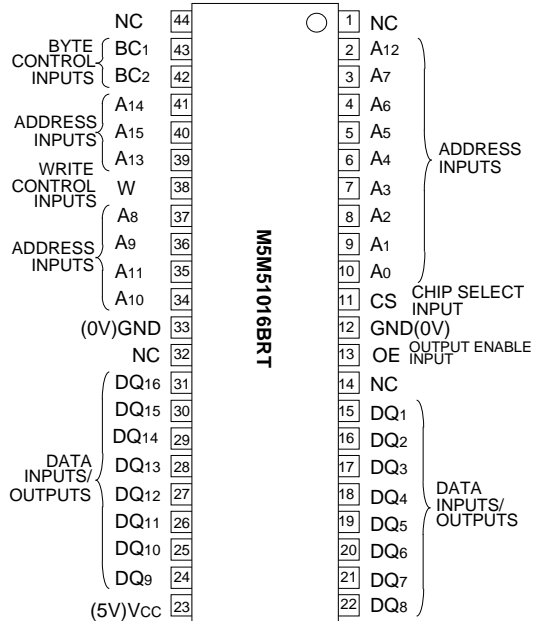 NC 44
BYTE CONTROL INPUTS
BC1 43
BC2 42
ADDRESS INPUTS
A14 41
A15 40
A13 39
WRITE CONTROL INPUTS
W 38
ADDRESS INPUTS
A8 37
A9 36
A11 35
A10 34
(0V)GND 33
NC 32
DATA INPUTS/ OUTPUTS
DQ16 31
DQ15 30
DQ14 29
DQ13 28
DQ12 27
DQ11 26
DQ10 25
DQ9 24
(5V)VCC 23
M5M51016BRT
1 NC
2 A12
3 A7
4 A6
5 A5
6 A4
7 A3
8 A2
9 A1
10 A0
ADDRESS INPUTS
11 CS CHIP SELECT INPUT
12 GND(0V)
13 OE OUTPUT ENABLE INPUT
14 NC
15 DQ1
16 DQ2
17 DQ3
18 DQ4
19 DQ5
20 DQ6
21 DQ7
22 DQ8
DATA INPUTS/ OUTPUTS